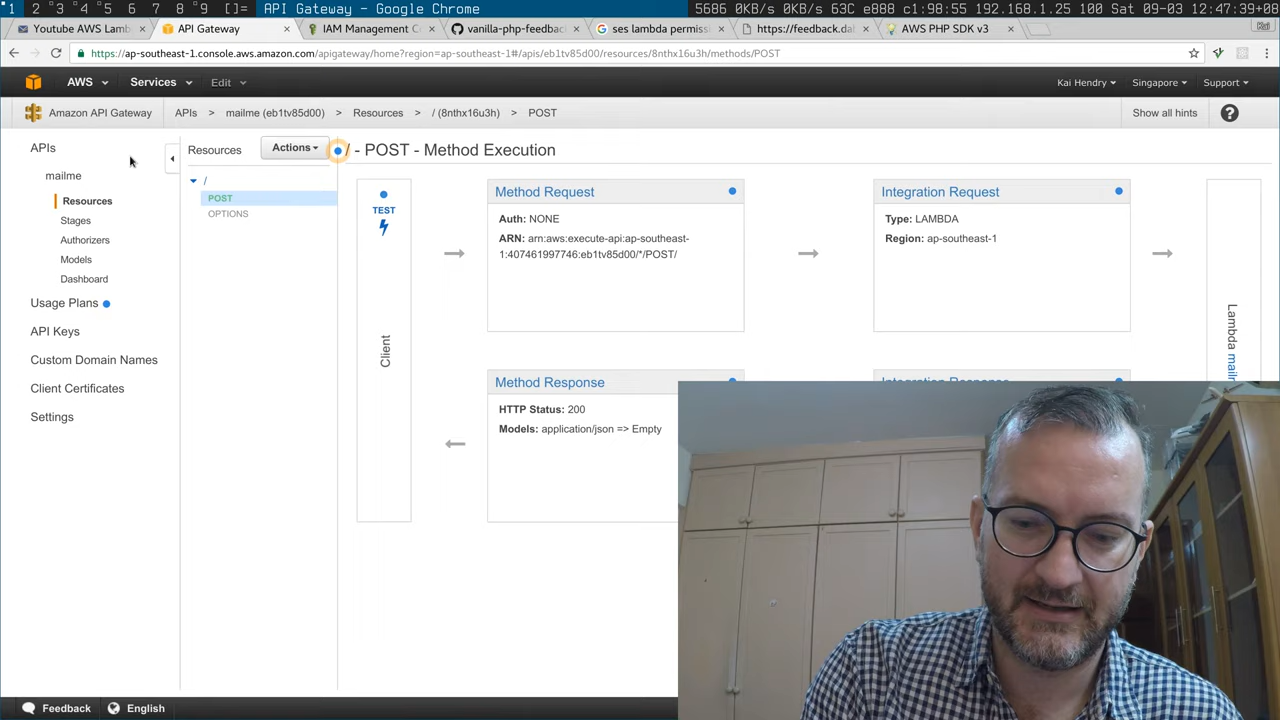 1 2 3 4 5 6 7 8 9 []= API Gateway - Google Chrome 5686 0KB/s 0KB/s 63C e888 c1:98:55 192.168.1.25 100 Sat 09-03 12:47:39+08
Youtube AWS Lamb API Gateway IAM Management C vanilla-php-feedback ses lambda permissi https://feedback.dab AWS PHP SDK v3 Kai
https://ap-southeast-1.console.aws.amazon.com/apigateway/home?region=ap-southeast-1#/apis/eb1tv85d00/resources/8nthx16u3h/methods/POST
AWS Services Edit Kai Hendry Singapore Support
Amazon API Gateway APIs > mailme (eb1tv85d00) > Resources > / (8nthx16u3h) > POST Show all hints ?
APIs
mailme
Resources
Stages
Authorizers
Models
Dashboard
Usage Plans
API Keys
Custom Domain Names
Client Certificates
Settings
Resources Actions
/
POST
OPTIONS
/ - POST - Method Execution
TEST
Client
Method Request
Auth: NONE
ARN: arn:aws:execute-api:ap-southeast-
1:407461997746:eb1tv85d00/*/POST/
Integration Request
Type: LAMBDA
Region: ap-southeast-1
Method Response
HTTP Status: 200
Models: application/json => Empty
Integration Response
Lambda
Feedback English